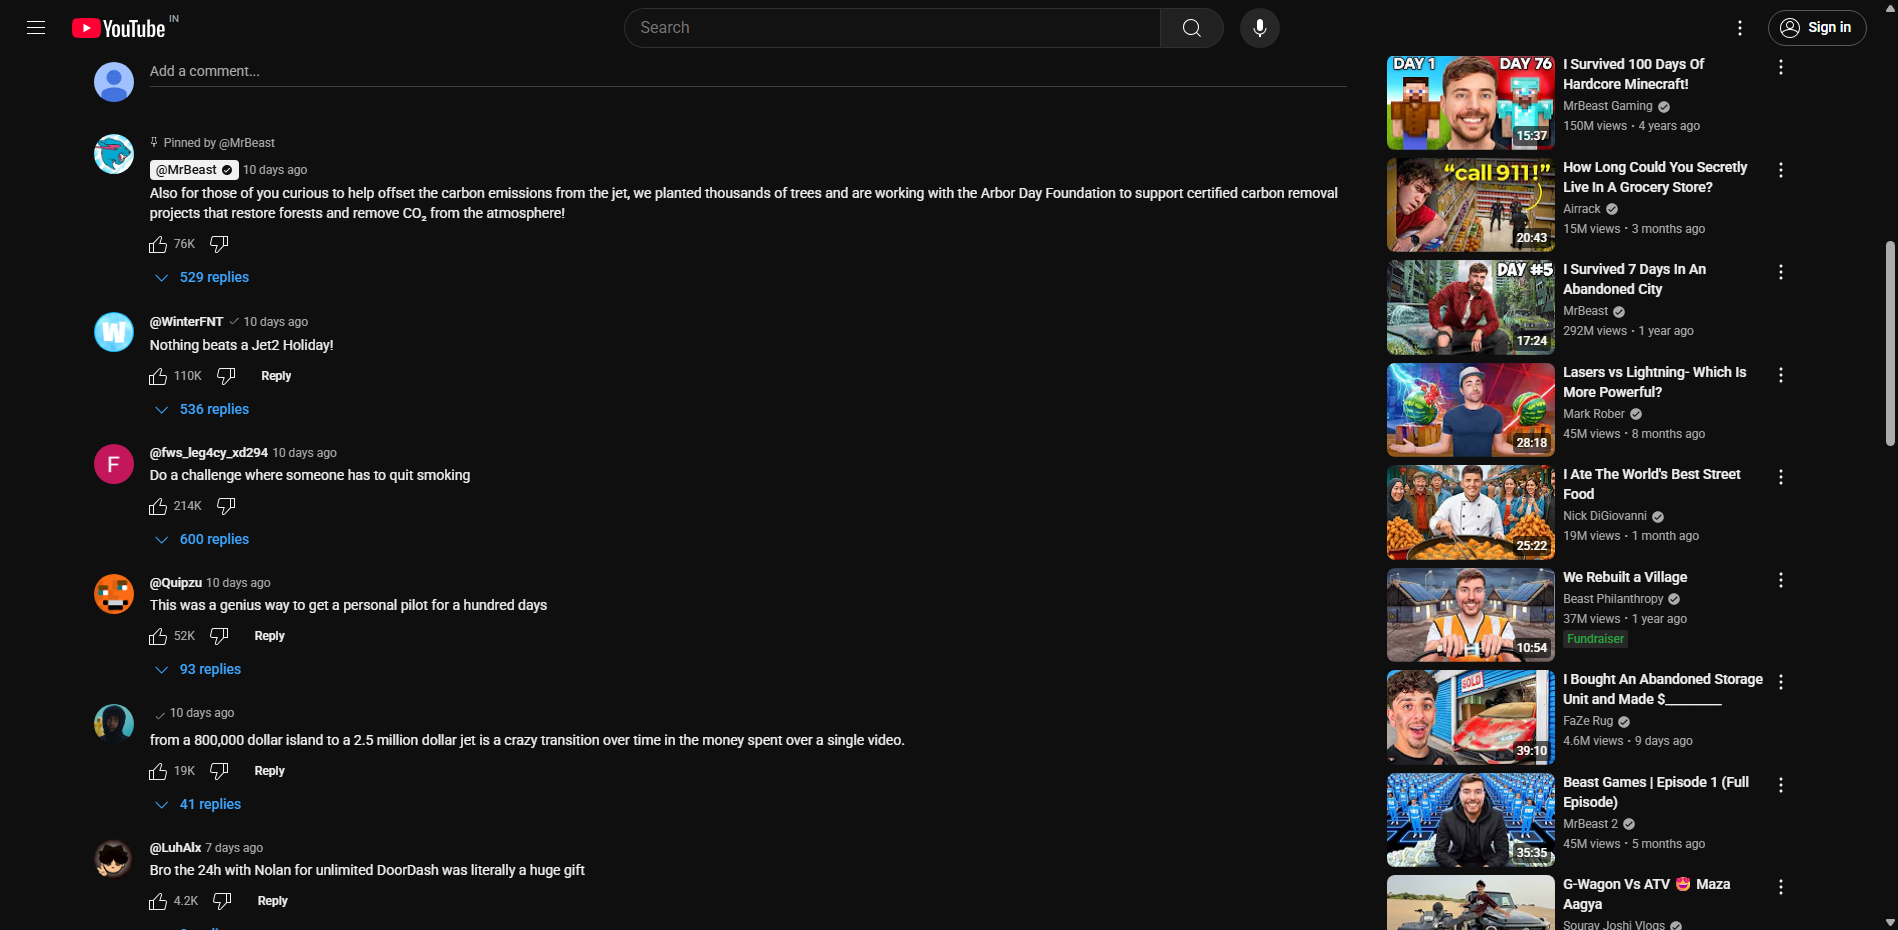 YouTube IN
Search
Sign in
Add a comment...
Pinned by @MrBeast
@MrBeast 10 days ago
Also for those of you curious to help offset the carbon emissions from the jet, we planted thousands of trees and are working with the Arbor Day Foundation to support certified carbon removal
projects that restore forests and remove CO₂ from the atmosphere!
76K
529 replies
@WinterFNT 10 days ago
Nothing beats a Jet2 Holiday!
110K Reply
536 replies
@fws_leg4cy_xd294 10 days ago
Do a challenge where someone has to quit smoking
214K
600 replies
@Quipzu 10 days ago
This was a genius way to get a personal pilot for a hundred days
52K Reply
93 replies
10 days ago
from a 800,000 dollar island to a 2.5 million dollar jet is a crazy transition over time in the money spent over a single video.
19K Reply
41 replies
@LuhAlx 7 days ago
Bro the 24h with Nolan for unlimited DoorDash was literally a huge gift
4.2K Reply
DAY 1 DAY 76
15:37
I Survived 100 Days Of
Hardcore Minecraft!
MrBeast Gaming
150M views • 4 years ago
"call 911!"
20:43
How Long Could You Secretly
Live In A Grocery Store?
Airrack
15M views • 3 months ago
DAY #5
17:24
I Survived 7 Days In An
Abandoned City
MrBeast
292M views • 1 year ago
28:18
Lasers vs Lightning- Which Is
More Powerful?
Mark Rober
45M views • 8 months ago
25:22
I Ate The World's Best Street
Food
Nick DiGiovanni
19M views • 1 month ago
10:54
We Rebuilt a Village
Beast Philanthropy
37M views • 1 year ago
Fundraiser
SOLD
39:10
I Bought An Abandoned Storage
Unit and Made $________
FaZe Rug
4.6M views • 9 days ago
35:35
Beast Games | Episode 1 (Full
Episode)
MrBeast 2
45M views • 5 months ago
G-Wagon Vs ATV 🤩 Maza
Aagya
Sourav Joshi Vlogs